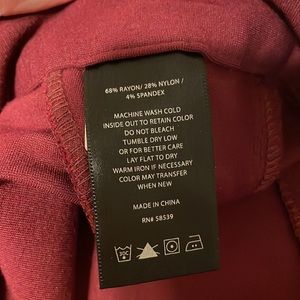 68% RAYON/ 28% NYLON/
4% SPANDEX
MACHINE WASH COLD
INSIDE OUT TO RETAIN COLOR
DO NOT BLEACH
TUMBLE DRY LOW
OR FOR BETTER CARE
LAY FLAT TO DRY
WARM IRON IF NECESSARY
COLOR MAY TRANSFER
WHEN NEW
MADE IN CHINA
RN# 58539